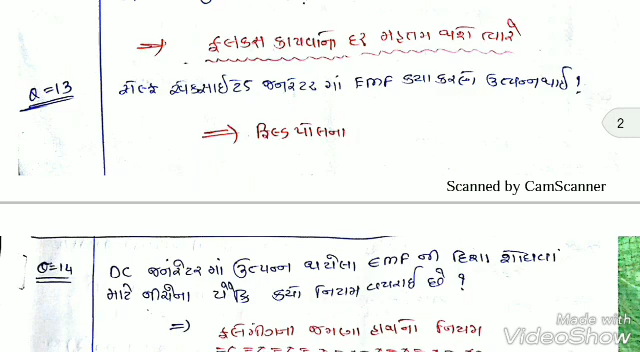 ⇒ ફ્લક્સ કાપવાનો દર મહત્તમ થશે ત્યારે
Q=13 સેલ્ફ એક્સાઈટેડ જનરેટર માં EMF ક્યા કારણે ઉત્પન્ન થાઈ?
⇒ ફિલ્ડ પોલના
2
Scanned by CamScanner
Q=14 DC જનરેટર માં ઉત્પન્ન થયેલા EMF ની દિશા શોધવા
માટે નીચેના પૈકિ ક્યો નિયમ વપરાઈ છે?
⇒ ફ્લેમીંગના જમણા હાથનો નિયમ
Made with
VideoShow